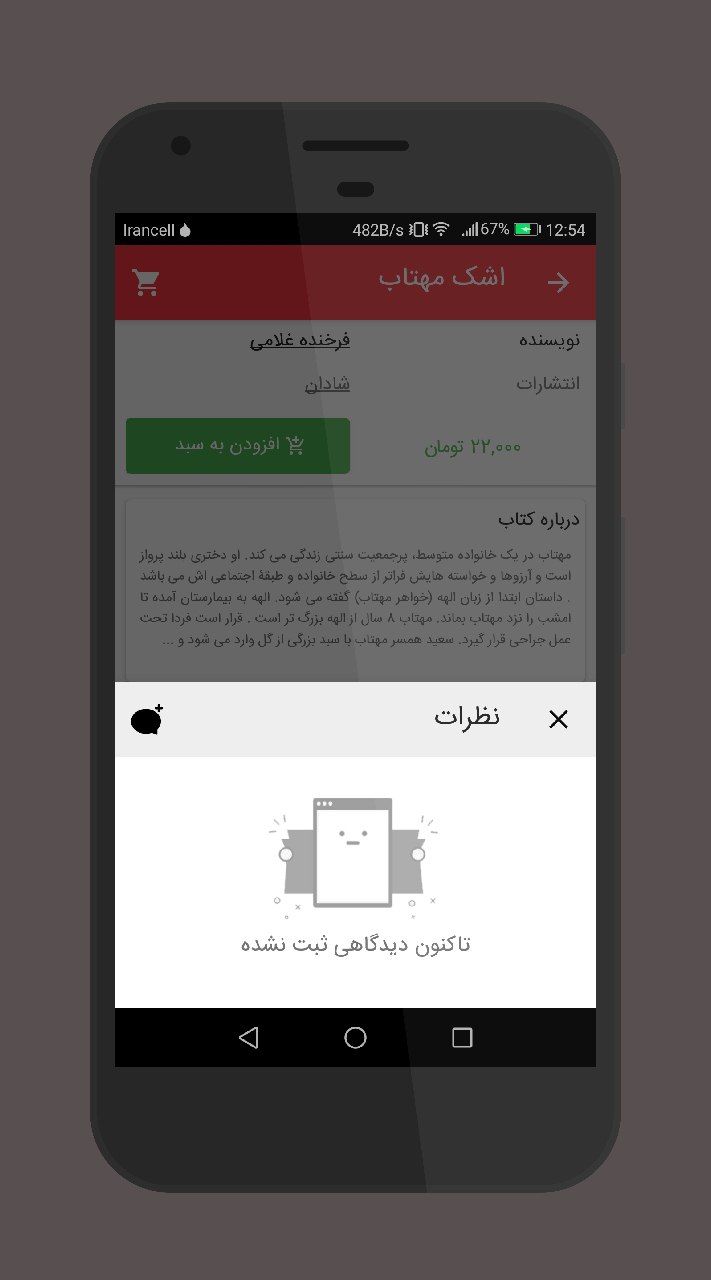 Irancell 482B/s 67% 12:54
اشک مهتاب
نویسنده فرخنده غلامی
انتشارات شادان
۲۲,۰۰۰ تومان افزودن به سبد
درباره کتاب
مهتاب در یک خانواده متوسط، پرجمعیت سنتی زندگی می کند. او دختری بلند پرواز
است و آرزوها و خواسته هایش فراتر از سطح خانواده و طبقهٔ اجتماعی اش می باشد
. داستان ابتدا از زبان الهه (خواهر مهتاب) گفته می شود. الهه به بیمارستان آمده تا
امشب را نزد مهتاب بماند. مهتاب ۸ سال از الهه بزرگ تر است . قرار است فردا تحت
عمل جراحی قرار گیرد. سعید همسر مهتاب با سبد بزرگی از گل وارد می شود و ...
نظرات
تاکنون دیدگاهی ثبت نشده